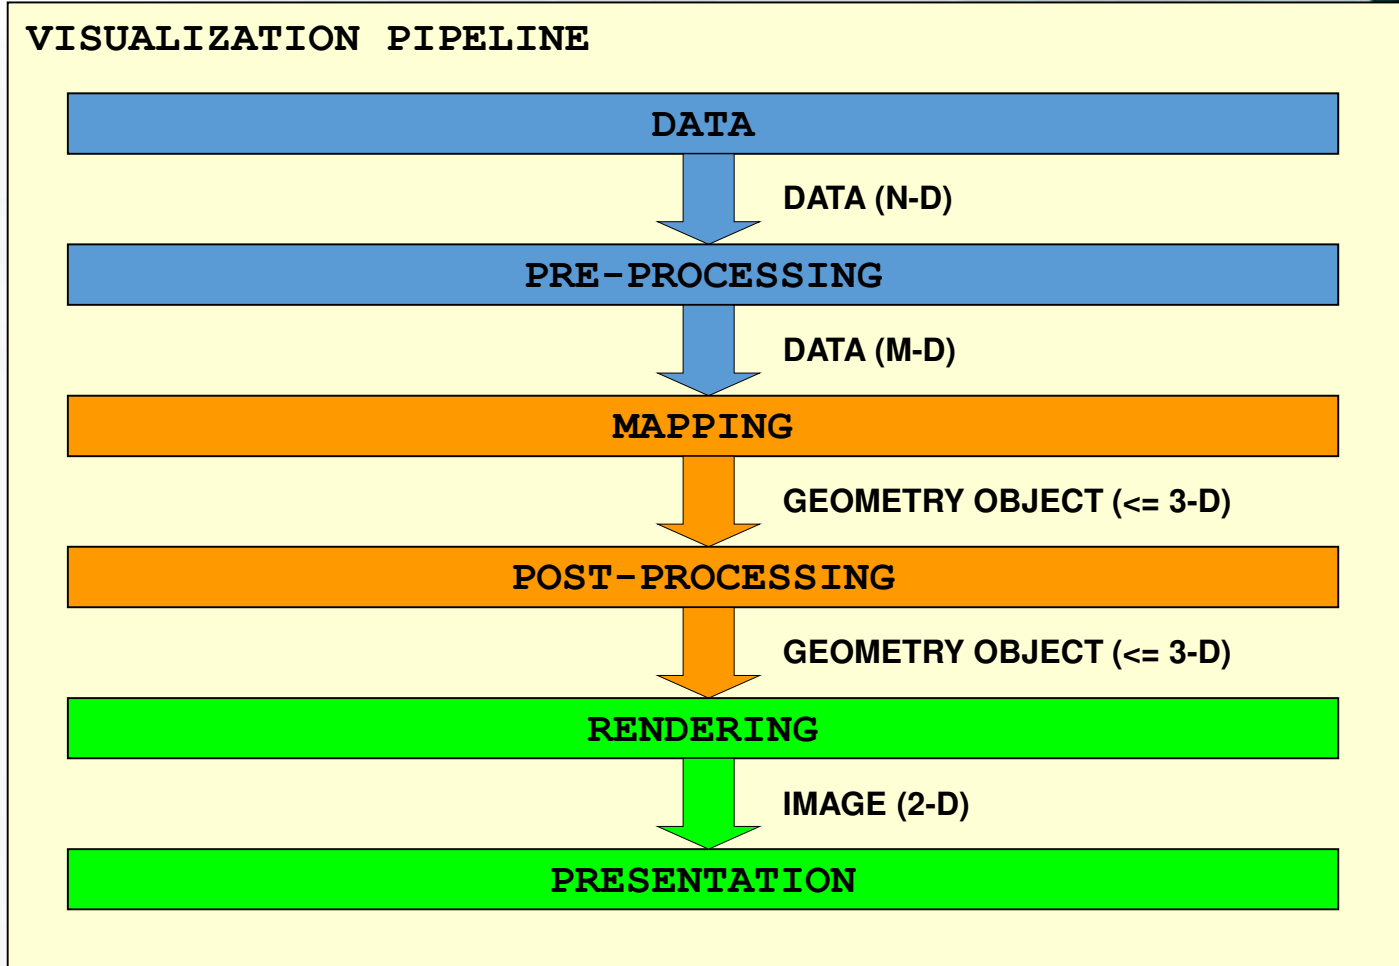 VISUALIZATION PIPELINE
DATA
DATA (N-D)
PRE-PROCESSING
DATA (M-D)
MAPPING
GEOMETRY OBJECT (<= 3-D)
POST-PROCESSING
GEOMETRY OBJECT (<= 3-D)
RENDERING
IMAGE (2-D)
PRESENTATION